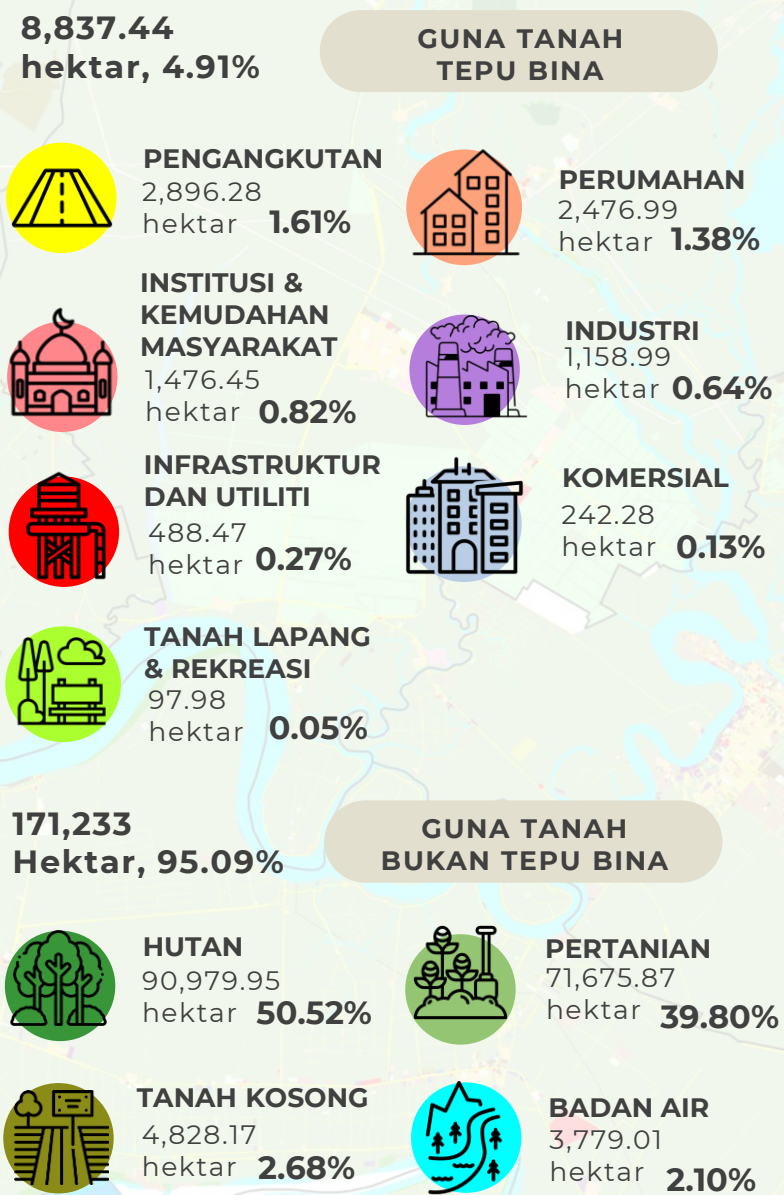 8,837.44
hektar, 4.91%
GUNA TANAH
TEPU BINA
PENGANGKUTAN
2,896.28
hektar 1.61%
PERUMAHAN
2,476.99
hektar 1.38%
INSTITUSI &
KEMUDAHAN
MASYARAKAT
1,476.45
hektar 0.82%
INDUSTRI
1,158.99
hektar 0.64%
INFRASTRUKTUR
DAN UTILITI
488.47
hektar 0.27%
KOMERSIAL
242.28
hektar 0.13%
TANAH LAPANG
& REKREASI
97.98
hektar 0.05%
171,233
Hektar, 95.09%
GUNA TANAH
BUKAN TEPU BINA
HUTAN
90,979.95
hektar 50.52%
PERTANIAN
71,675.87
hektar 39.80%
TANAH KOSONG
4,828.17
hektar 2.68%
BADAN AIR
3,779.01
hektar 2.10%